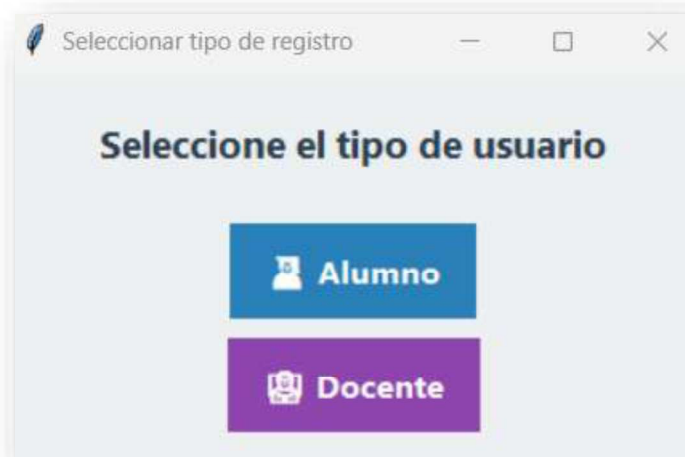 Seleccionar tipo de registro
Seleccione el tipo de usuario
Alumno
Docente